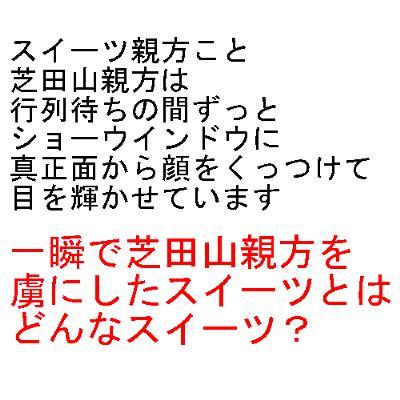 スイーツ親方こと
芝田山親方は
行列待ちの間ずっと
ショーウインドウに
真正面から顔をくっつけて
目を輝かせています
一瞬で芝田山親方を
虜にしたスイーツとは
どんなスイーツ？